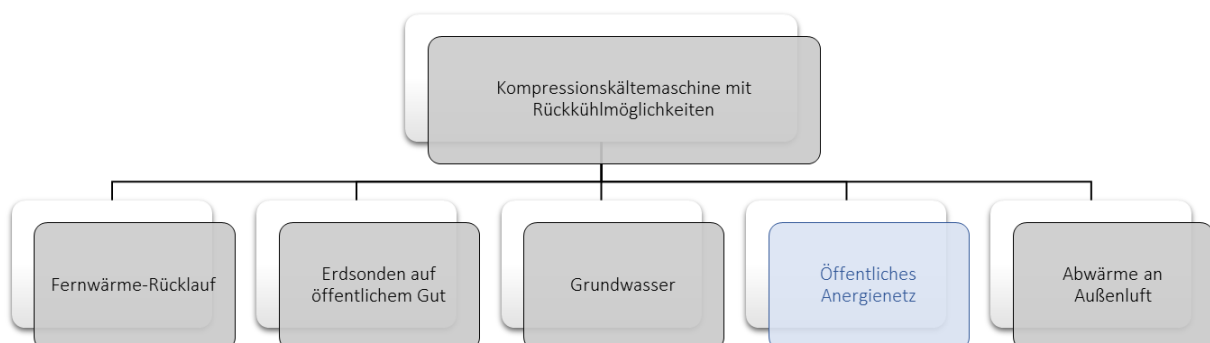 Kompressionskältemaschine mit
Rückkühlmöglichkeiten
Fernwärme-Rücklauf
Erdsonden auf
öffentlichem Gut
Grundwasser
Öffentliches
Anergienetz
Abwärme an
Außenluft